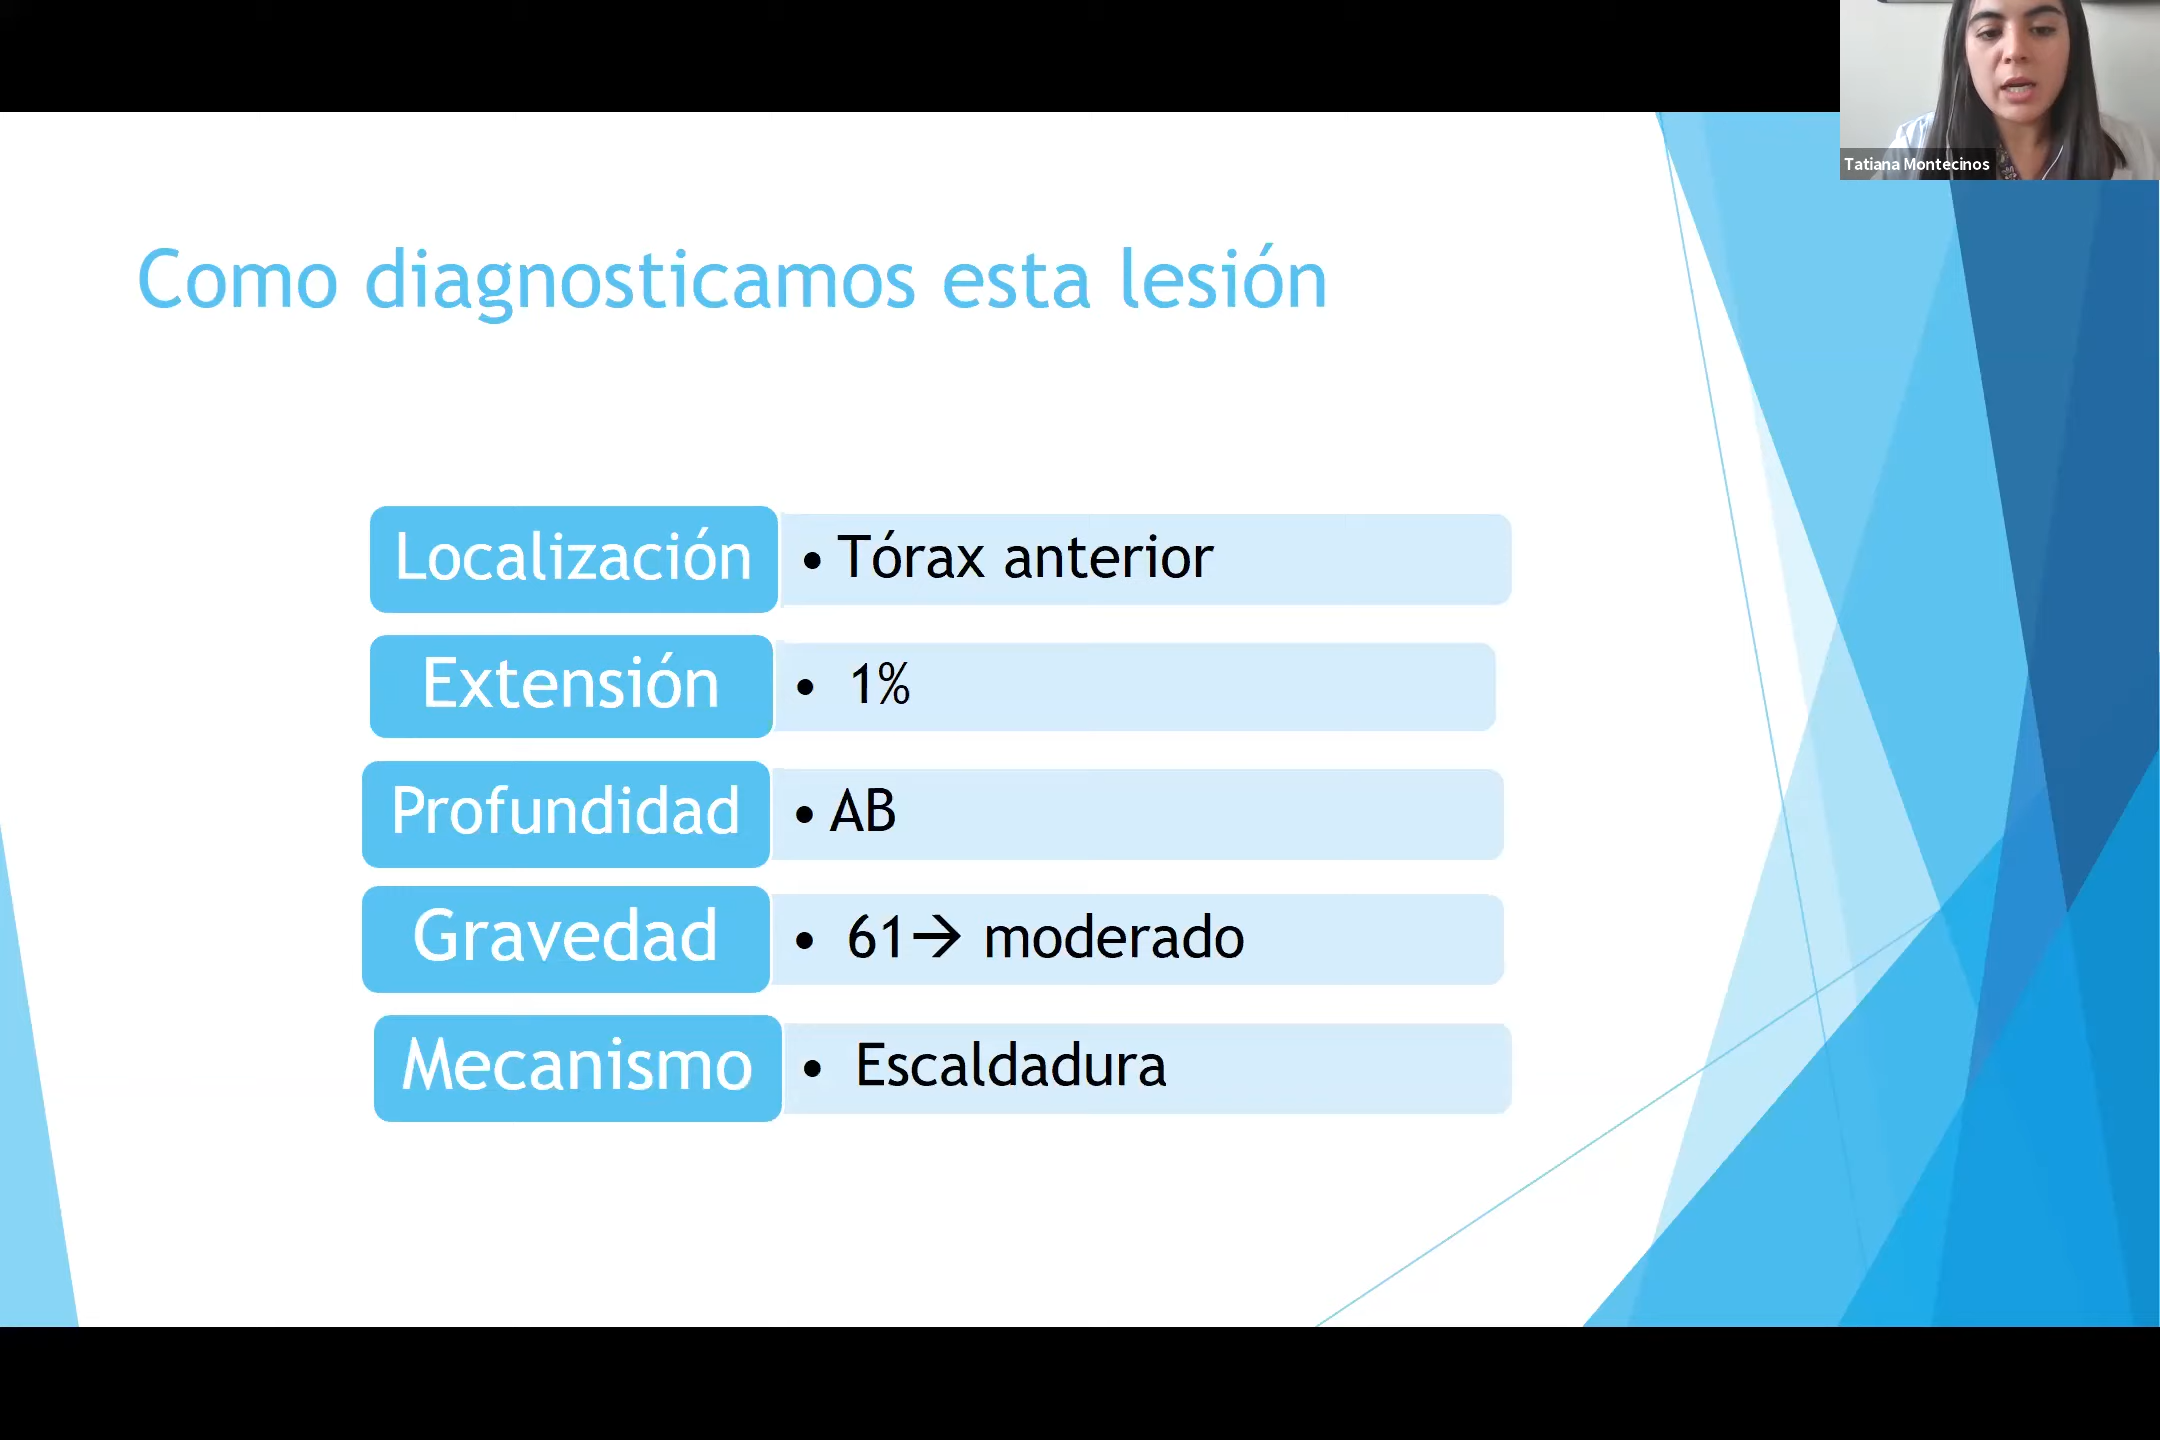 Tatiana Montecinos
Como diagnosticamos esta lesión
Localización
• Tórax anterior
Extensión
• 1%
Profundidad
• AB
Gravedad
• 61→ moderado
Mecanismo
• Escaldadura